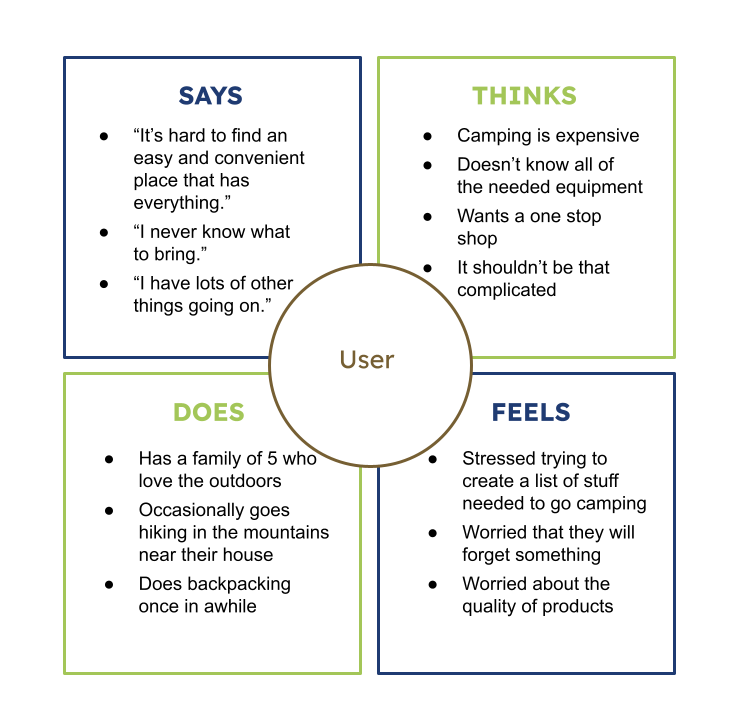 SAYS
● “It’s hard to find an
easy and convenient
place that has
everything.”
● “I never know what
to bring.”
● “I have lots of other
things going on.”
THINKS
● Camping is expensive
● Doesn’t know all of
the needed equipment
● Wants a one stop
shop
● It shouldn’t be that
complicated
User
DOES
● Has a family of 5 who
love the outdoors
● Occasionally goes
hiking in the mountains
near their house
● Does backpacking
once in awhile
FEELS
● Stressed trying to
create a list of stuff
needed to go camping
● Worried that they will
forget something
● Worried about the
quality of products